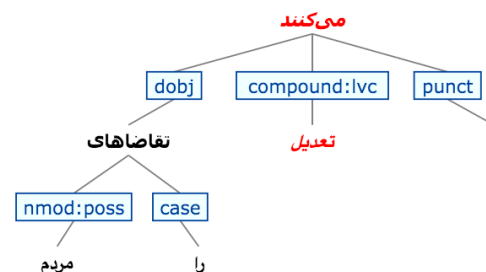 می‌کنند
dobj compound:lvc punct
تقاضاهای تعدیل
nmod:poss case
مردم را